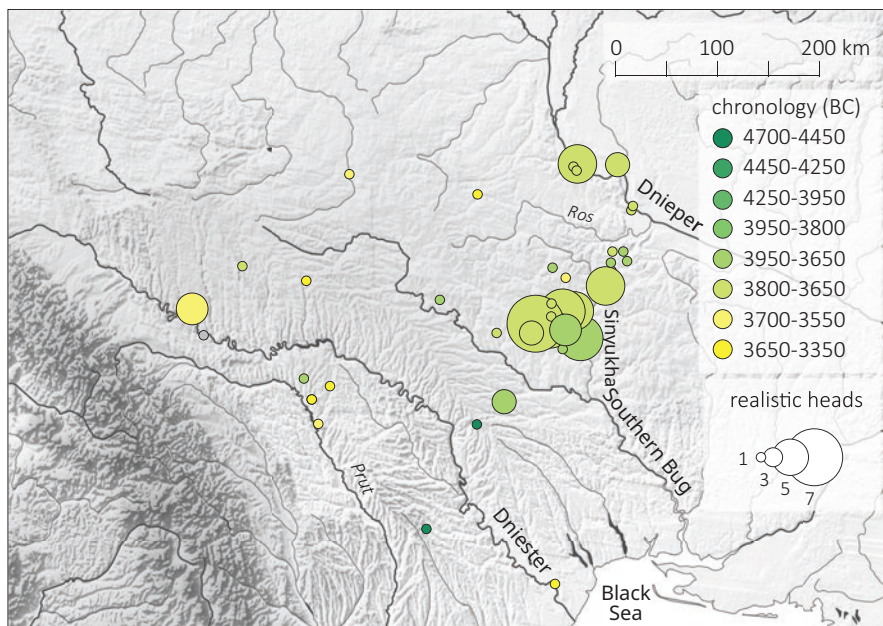 0 100 200 km
chronology (BC)
4700-4450
4450-4250
4250-3950
3950-3800
3950-3650
3800-3650
3700-3550
3650-3350
Dnieper
Ros
Sinyukha
Southern Bug
realistic heads
1
3
5
7
Prut
Dniester
Black
Sea